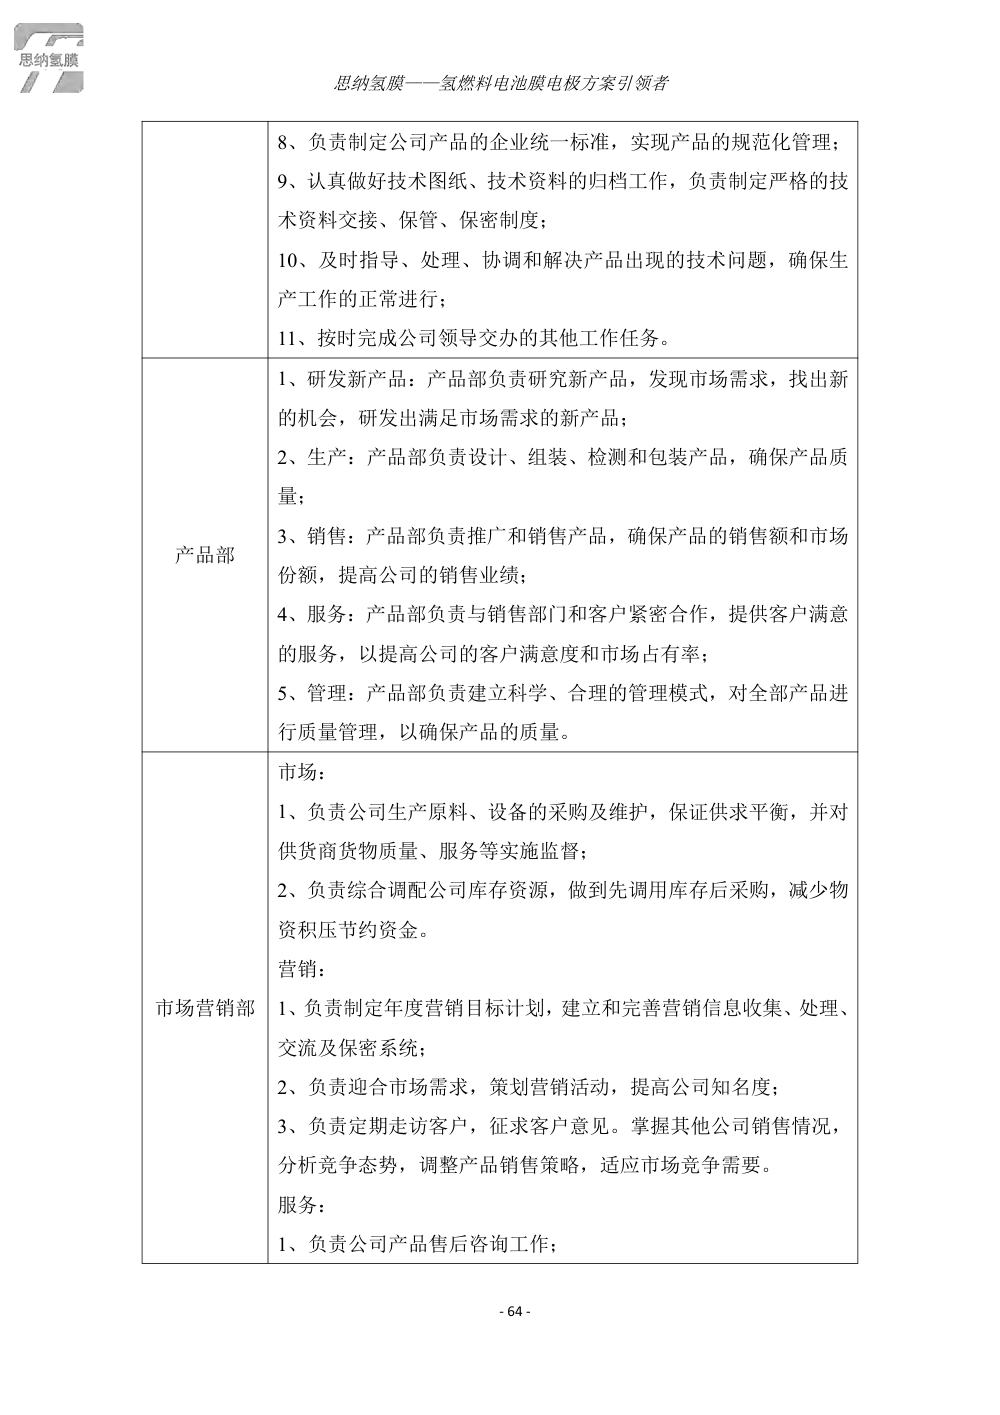 思纳氢膜
思纳氢膜——氢燃料电池膜电极方案引领者
8、负责制定公司产品的企业统一标准，实现产品的规范化管理；
9、认真做好技术图纸、技术资料的归档工作，负责制定严格的技
术资料交接、保管、保密制度；
10、及时指导、处理、协调和解决产品出现的技术问题，确保生
产工作的正常进行；
11、按时完成公司领导交办的其他工作任务。
产品部
1、研发新产品：产品部负责研究新产品，发现市场需求，找出新
的机会，研发出满足市场需求的新产品；
2、生产：产品部负责设计、组装、检测和包装产品，确保产品质
量；
3、销售：产品部负责推广和销售产品，确保产品的销售额和市场
份额，提高公司的销售业绩；
4、服务：产品部负责与销售部门和客户紧密合作，提供客户满意
的服务，以提高公司的客户满意度和市场占有率；
5、管理：产品部负责建立科学、合理的管理模式，对全部产品进
行质量管理，以确保产品的质量。
市场营销部
市场：
1、负责公司生产原料、设备的采购及维护，保证供求平衡，并对
供货商货物质量、服务等实施监督；
2、负责综合调配公司库存资源，做到先调用库存后采购，减少物
资积压节约资金。
营销：
1、负责制定年度营销目标计划，建立和完善营销信息收集、处理、
交流及保密系统；
2、负责迎合市场需求，策划营销活动，提高公司知名度；
3、负责定期走访客户，征求客户意见。掌握其他公司销售情况，
分析竞争态势，调整产品销售策略，适应市场竞争需要。
服务：
1、负责公司产品售后咨询工作；
- 64 -